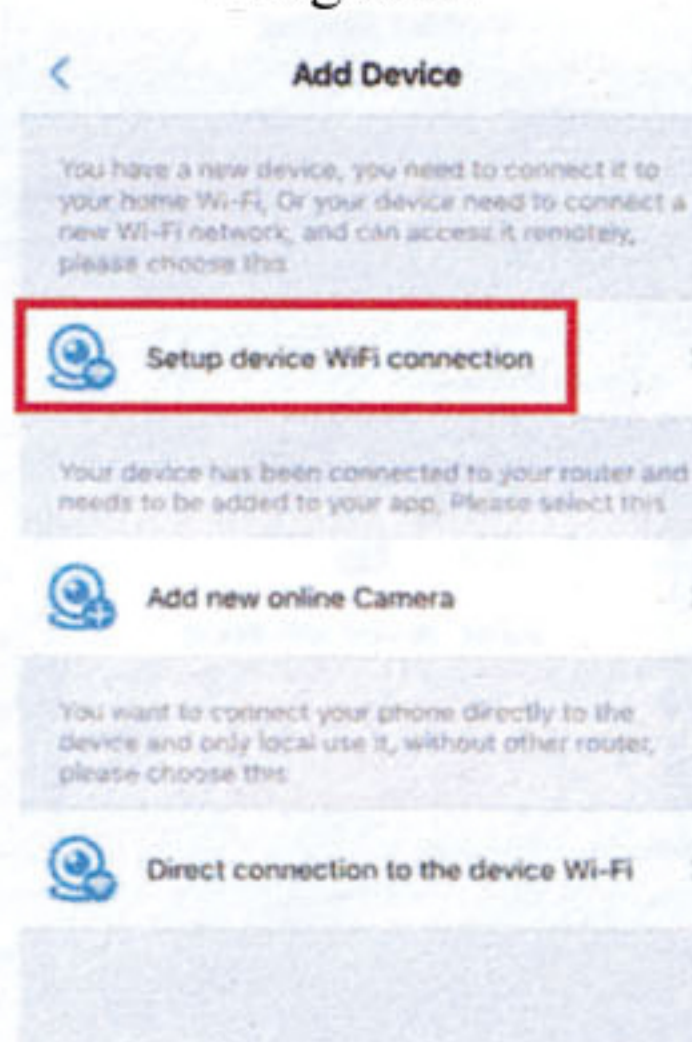 Add Device
You have a new device, you need to connect it to
your home Wi-Fi, Or your device need to connect a
new Wi-Fi network, and can access it remotely,
please choose this
Setup device WiFi connection
Your device has been connected to your router and
needs to be added to your app, Please select this
Add new online Camera
You want to connect your phone directly to the
device and only local use it, without other router,
please choose this
Direct connection to the device Wi-Fi